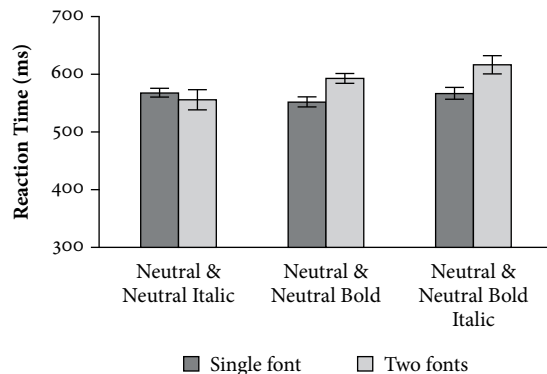 Reaction Time (ms)
700
600
500
400
300
Neutral &
Neutral Italic
Neutral &
Neutral Bold
Neutral &
Neutral Bold
Italic
Single font
Two fonts